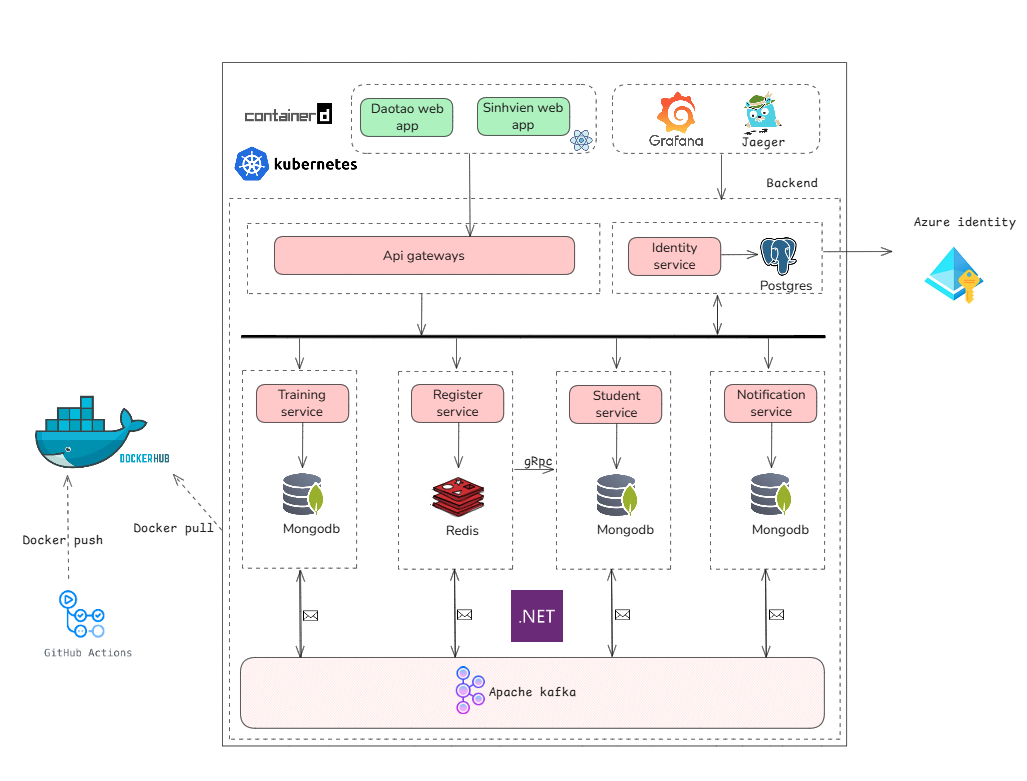 containerd
kubernetes
Daotao web
app
Sinhvien web
app
Grafana
Jaeger
Backend
Azure identity
Api gateways
Identity
service
Postgres
Training
service
Register
service
Student
service
Notification
service
gRpc
Mongodb
Redis
Mongodb
Mongodb
DOCKERHUB
Docker pull
Docker push
GitHub Actions
.NET
Apache kafka